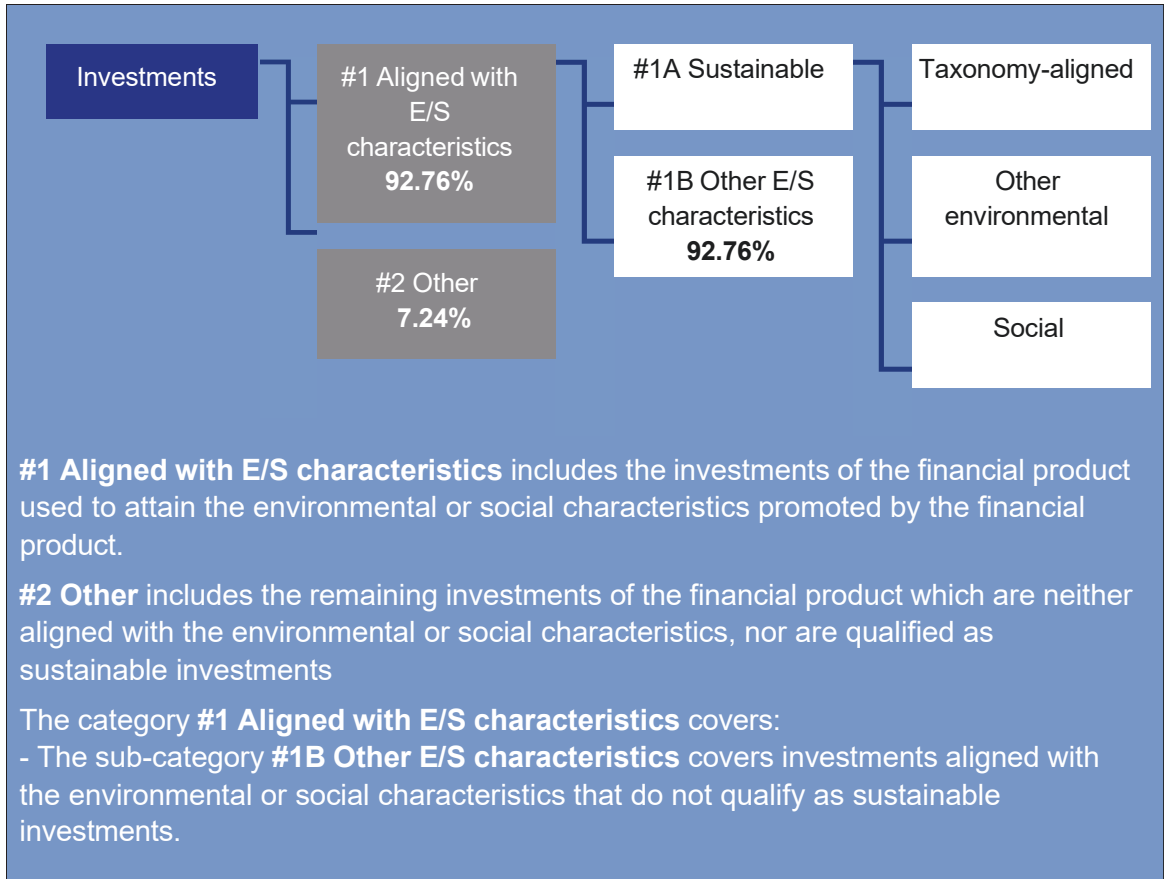 Investments
#1 Aligned with
E/S
characteristics
92.76%
#2 Other
7.24%
#1A Sustainable
#1B Other E/S
characteristics
92.76%
Taxonomy-aligned
Other
environmental
Social
#1 Aligned with E/S characteristics includes the investments of the financial product
used to attain the environmental or social characteristics promoted by the financial
product.
#2 Other includes the remaining investments of the financial product which are neither
aligned with the environmental or social characteristics, nor are qualified as
sustainable investments
The category #1 Aligned with E/S characteristics covers:
- The sub-category #1B Other E/S characteristics covers investments aligned with
the environmental or social characteristics that do not qualify as sustainable
investments.